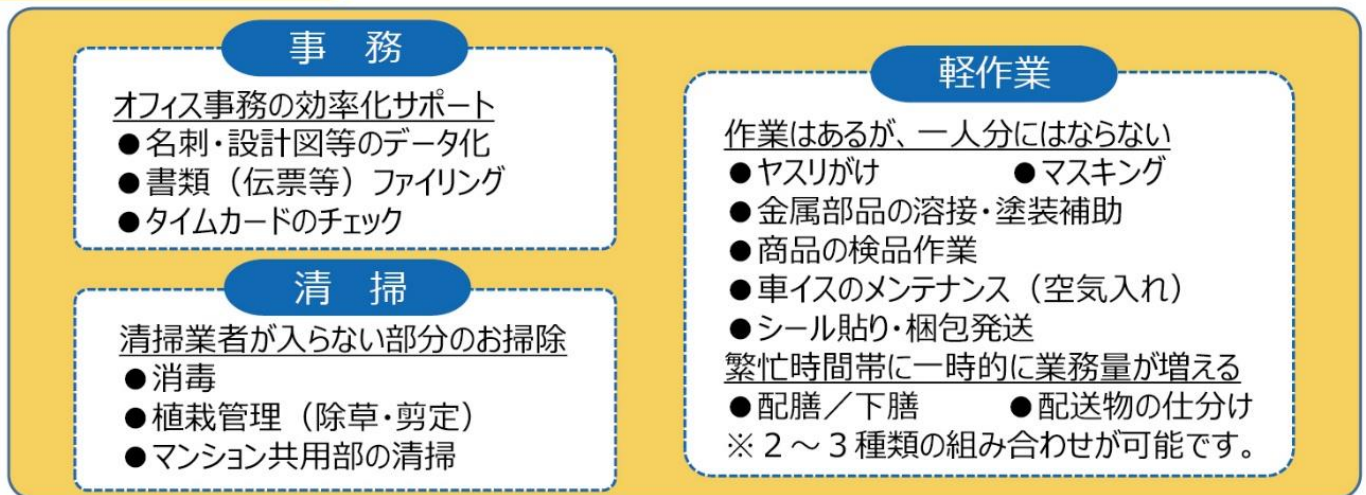 事　務
オフィス事務の効率化サポート
●名刺・設計図等のデータ化
●書類（伝票等）ファイリング
●タイムカードのチェック
清　掃
清掃業者が入らない部分のお掃除
●消毒
●植栽管理（除草・剪定）
●マンション共用部の清掃
軽作業
作業はあるが、一人分にはならない
●ヤスリがけ　●マスキング
●金属部品の溶接・塗装補助
●商品の検品作業
●車イスのメンテナンス（空気入れ）
●シール貼り・梱包発送
繁忙時間帯に一時的に業務量が増える
●配膳／下膳　●配送物の仕分け
※２～３種類の組み合わせが可能です。